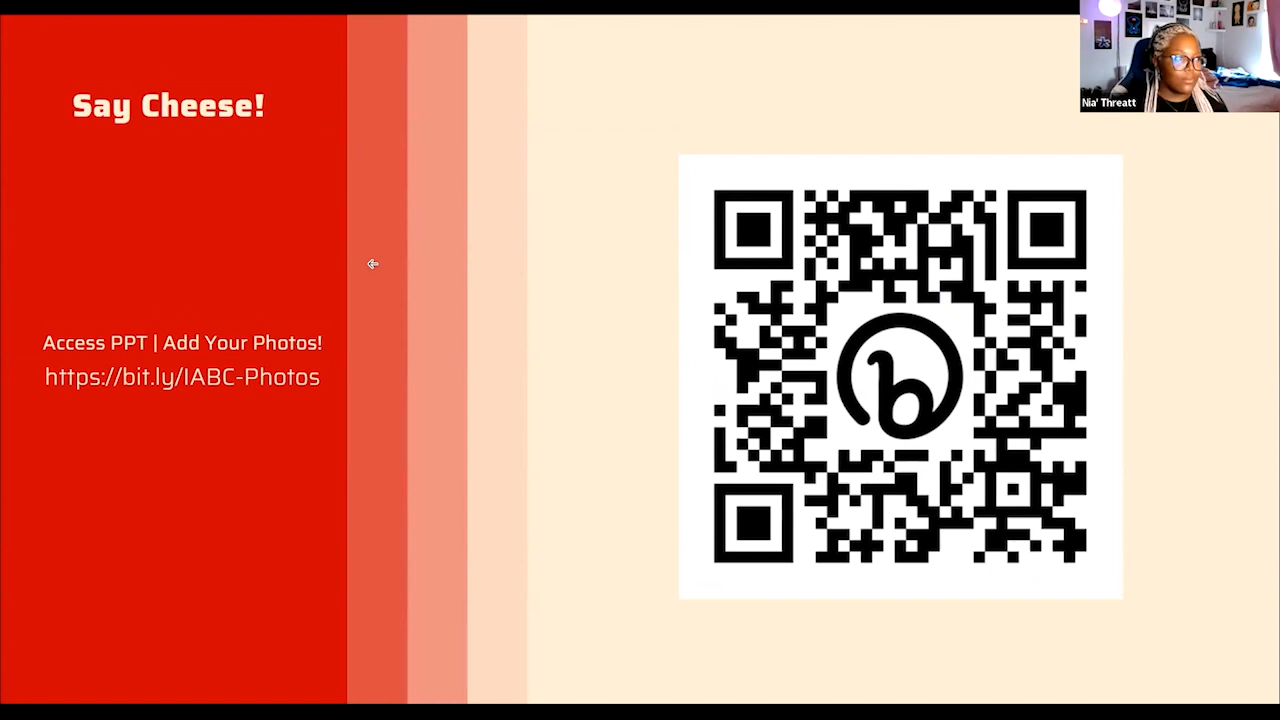 Say Cheese!
Nia' Threatt
Access PPT | Add Your Photos!
https://bit.ly/IABC-Photos
b